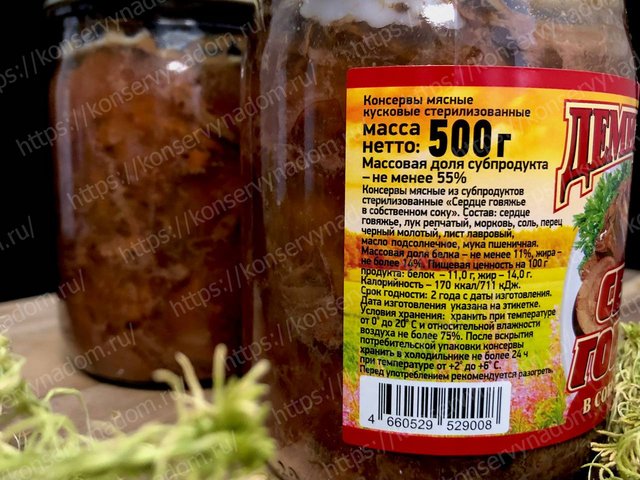 Консервы мясные
кусковые стерилизованные
масса
нетто: 500г
Массовая доля субпродукта
– не менее 55%
Консервы мясные из субпродуктов
стерилизованные «Сердце говяжье
в собственном соку». Состав: сердце
говяжье, лук репчатый, морковь, соль, перец
черный молотый, лист лавровый,
масло подсолнечное, мука пшеничная.
Массовая доля белка – не менее 11%, жира –
не более 14%. Пищевая ценность на 100 г
продукта: белок – 11,0 г, жир – 14,0 г.
Калорийность – 170 ккал/711 кДж.
Срок годности: 2 года с даты изготовления.
Дата изготовления указана на этикетке.
Условия хранения: хранить при температуре
от 0° до 20°С и относительной влажности
воздуха не более 75%. После вскрытия
потребительской упаковки консервы
хранить в холодильнике не более 24 ч
при температуре от +2° до +6°С.
Перед употреблением рекомендуется разогреть.
4 660529 529008
ДЕМ
СЕ
ГО
В СО
https://konservynadom.ru/